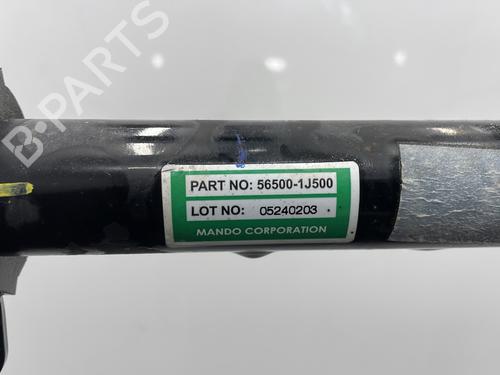 B-PARTS
PART NO: 56500-1J500
LOT NO: 05240203
MANDO CORPORATION